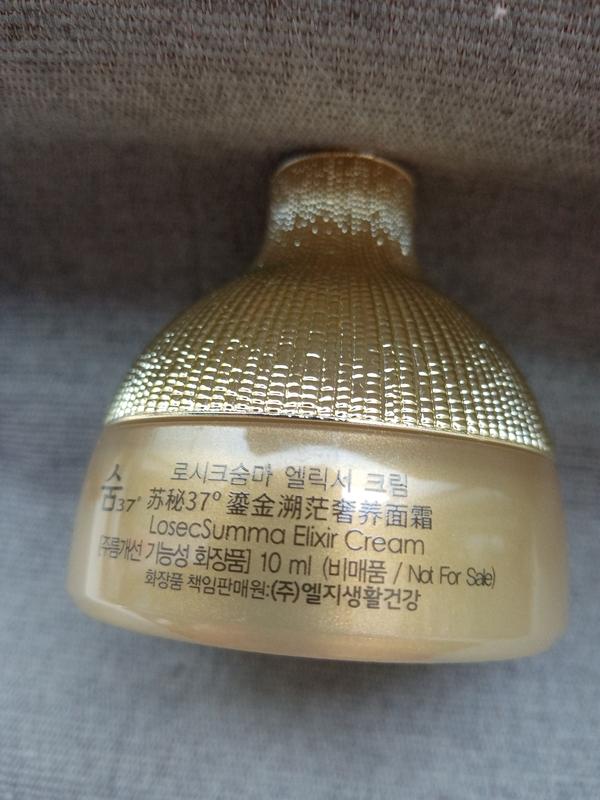 숨37°
로시크숨마 엘릭서 크림
苏秘37° 鎏金溯茫奢养面霜
LosecSumma Elixir Cream
[주름개선 기능성 화장품] 10 ml (비매품 / Not For Sale)
화장품 책임판매원:(주)엘지생활건강